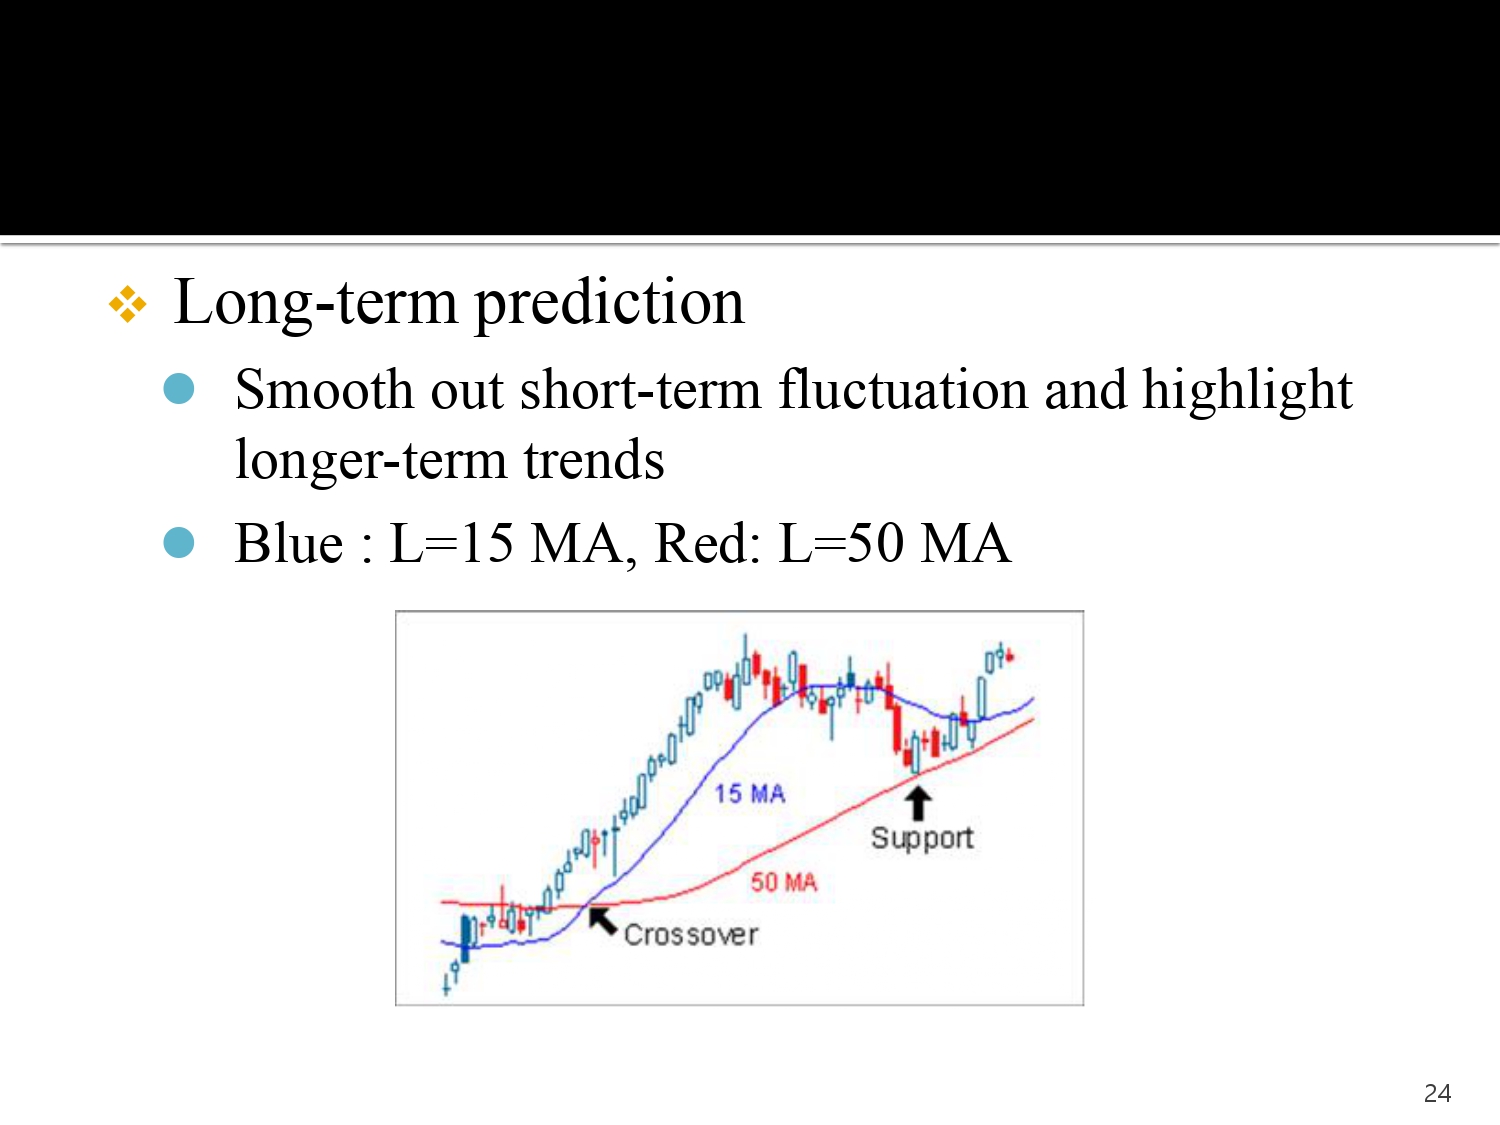 Long-term prediction
Smooth out short-term fluctuation and highlight
longer-term trends
Blue : L=15 MA, Red: L=50 MA
15 MA
Support
50 MA
Crossover
24